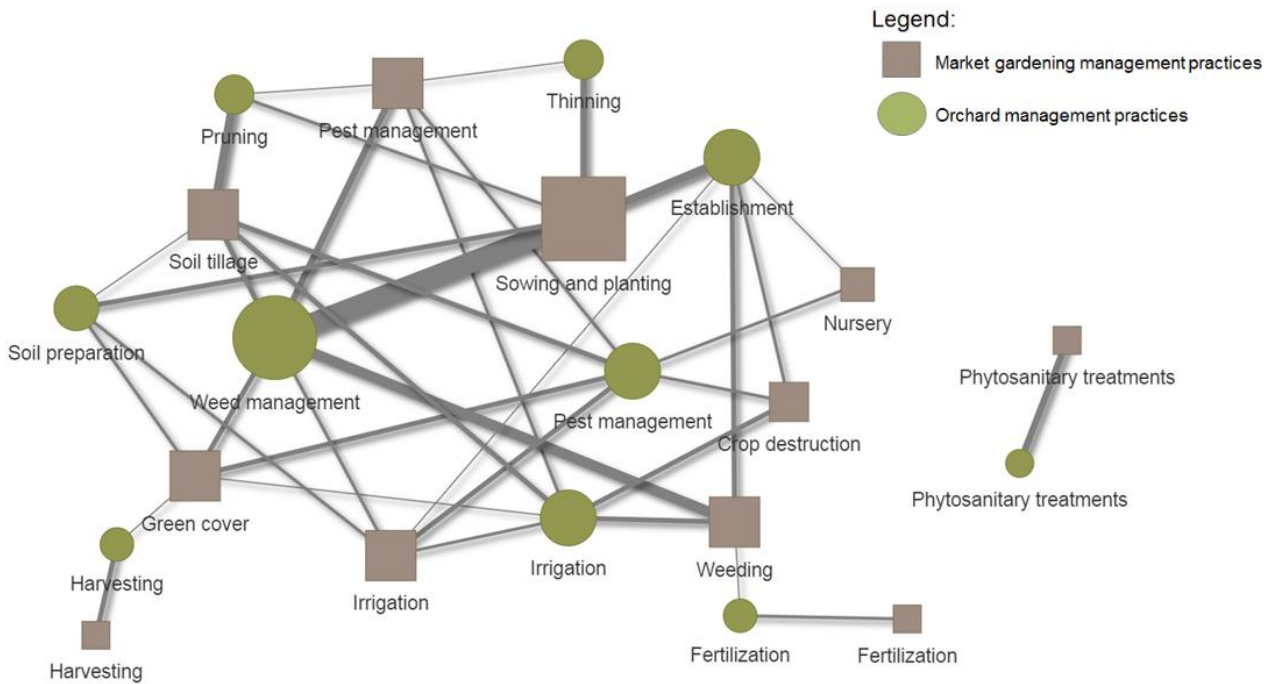 Legend:
Market gardening management practices
Orchard management practices
Thinning
Pruning
Pest management
Establishment
Soil tillage
Sowing and planting
Nursery
Soil preparation
Phytosanitary treatments
Weed management
Pest management
Crop destruction
Phytosanitary treatments
Green cover
Irrigation
Weeding
Harvesting
Irrigation
Fertilization
Fertilization
Harvesting